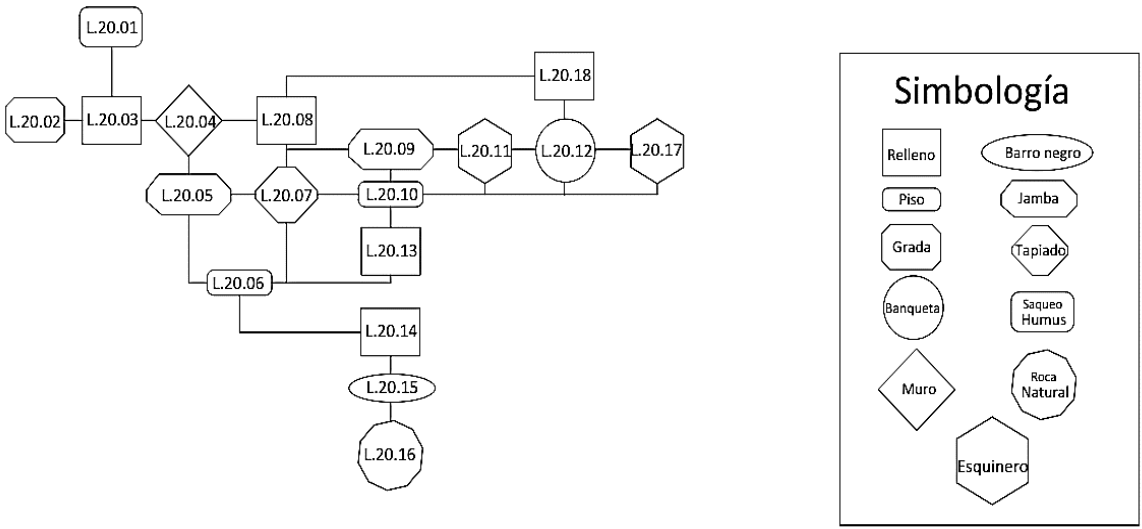 L.20.01
L.20.18
L.20.02
L.20.03
L.20.04
L.20.08
L.20.09
L.20.11
L.20.12
L.20.17
L.20.05
L.20.07
L.20.10
L.20.13
L.20.06
L.20.14
L.20.15
L.20.16
Simbología
Relleno
Barro negro
Piso
Jamba
Grada
Tapiado
Banqueta
Saqueo
Humus
Muro
Roca
Natural
Esquinero